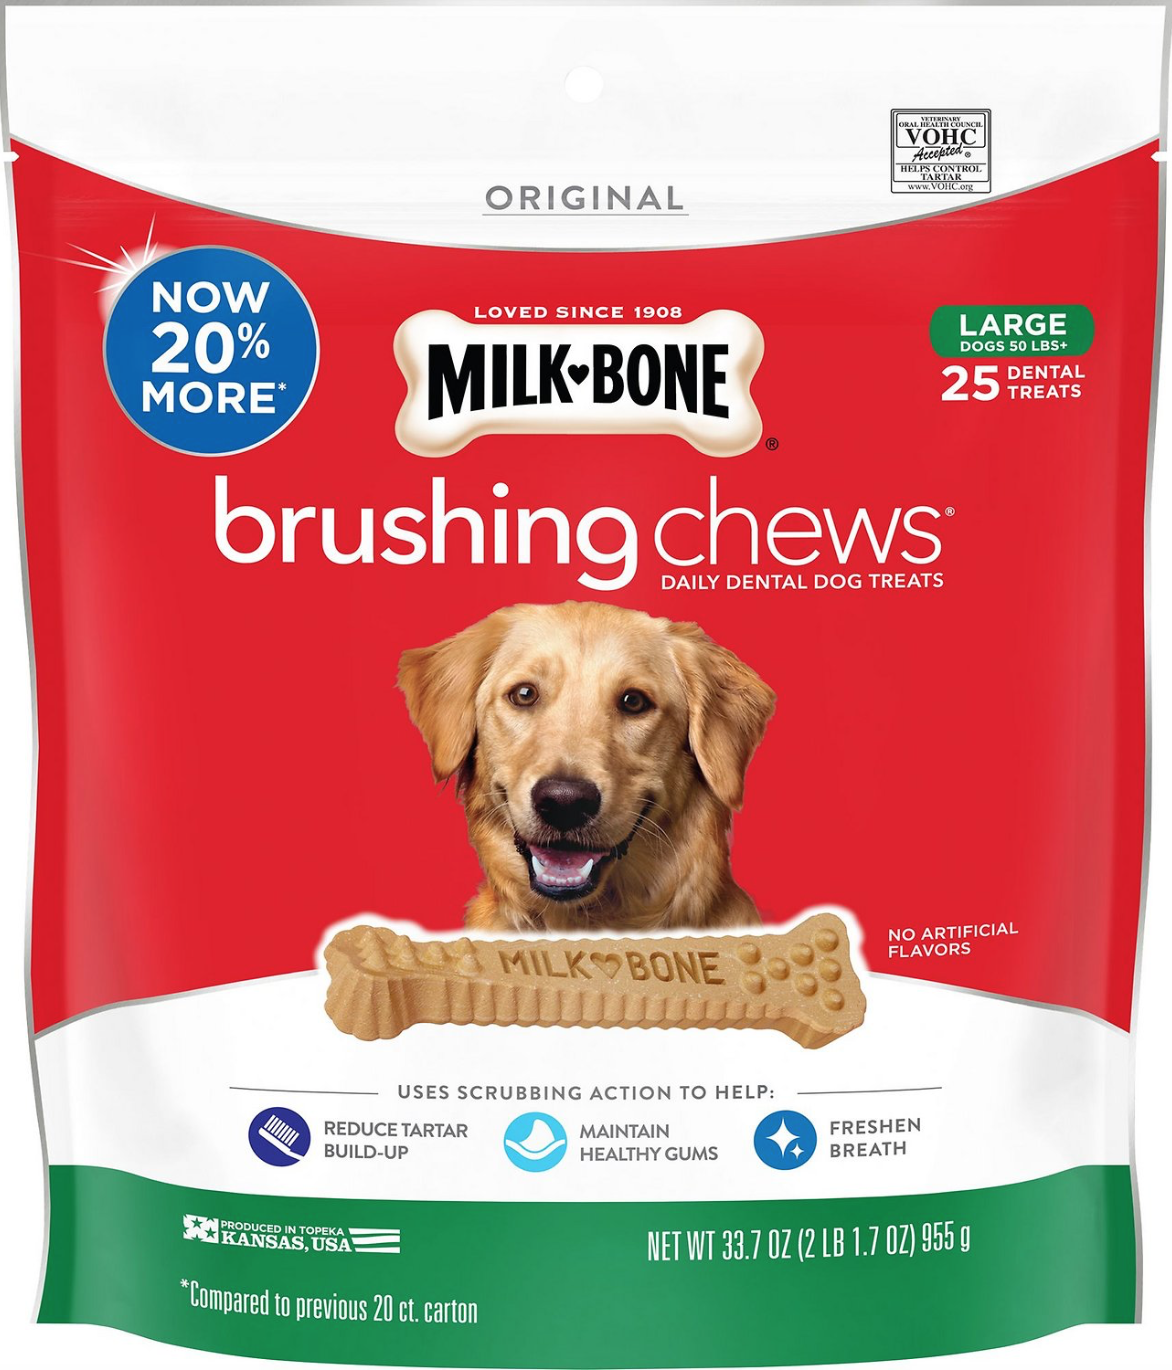 VETERINARY
ORAL HEALTH COUNCIL
VOHC
Accepted®
HELPS CONTROL
TARTAR
www.VOHC.org
ORIGINAL
NOW
20%
MORE*
LOVED SINCE 1908
MILK♥BONE®
LARGE
DOGS 50 LBS+
25 DENTAL
TREATS
brushing chews®
DAILY DENTAL DOG TREATS
MILK♥BONE
NO ARTIFICIAL
FLAVORS
USES SCRUBBING ACTION TO HELP:
REDUCE TARTAR
BUILD-UP
MAINTAIN
HEALTHY GUMS
FRESHEN
BREATH
PRODUCED IN TOPEKA
KANSAS, USA
NET WT 33.7 OZ (2 LB 1.7 OZ) 955 g
*Compared to previous 20 ct. carton